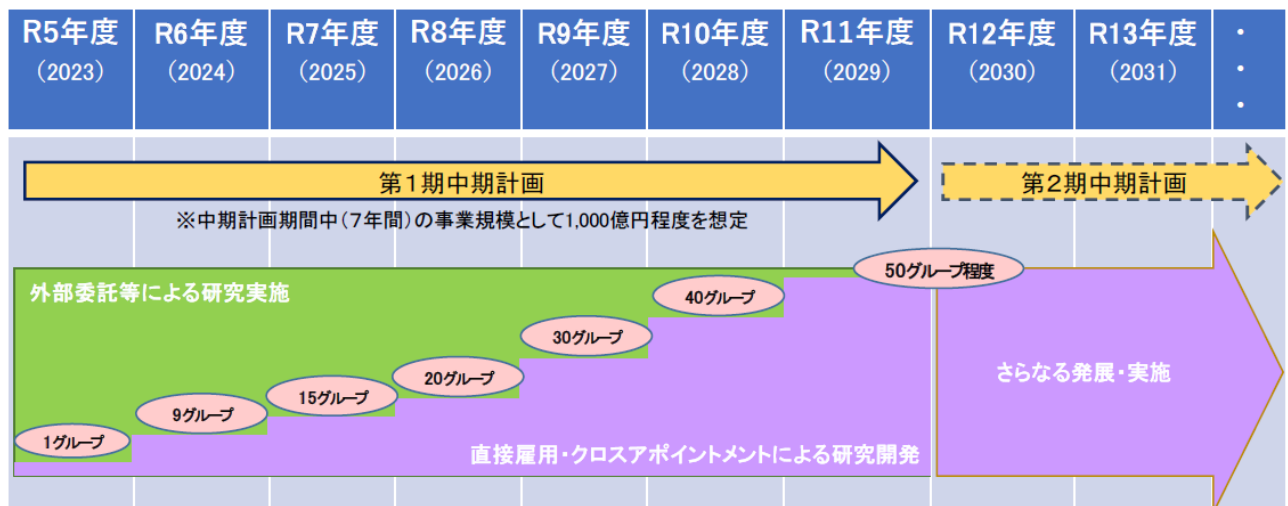 R5年度 R6年度 R7年度 R8年度 R9年度 R10年度 R11年度 R12年度 R13年度 ・
(2023) (2024) (2025) (2026) (2027) (2028) (2029) (2030) (2031) ・
・
第1期中期計画
第2期中期計画
※中期計画期間中(7年間)の事業規模として1,000億円程度を想定
外部委託等による研究実施
50グループ程度
40グループ
30グループ
20グループ
15グループ
9グループ
1グループ
さらなる発展・実施
直接雇用・クロスアポイントメントによる研究開発